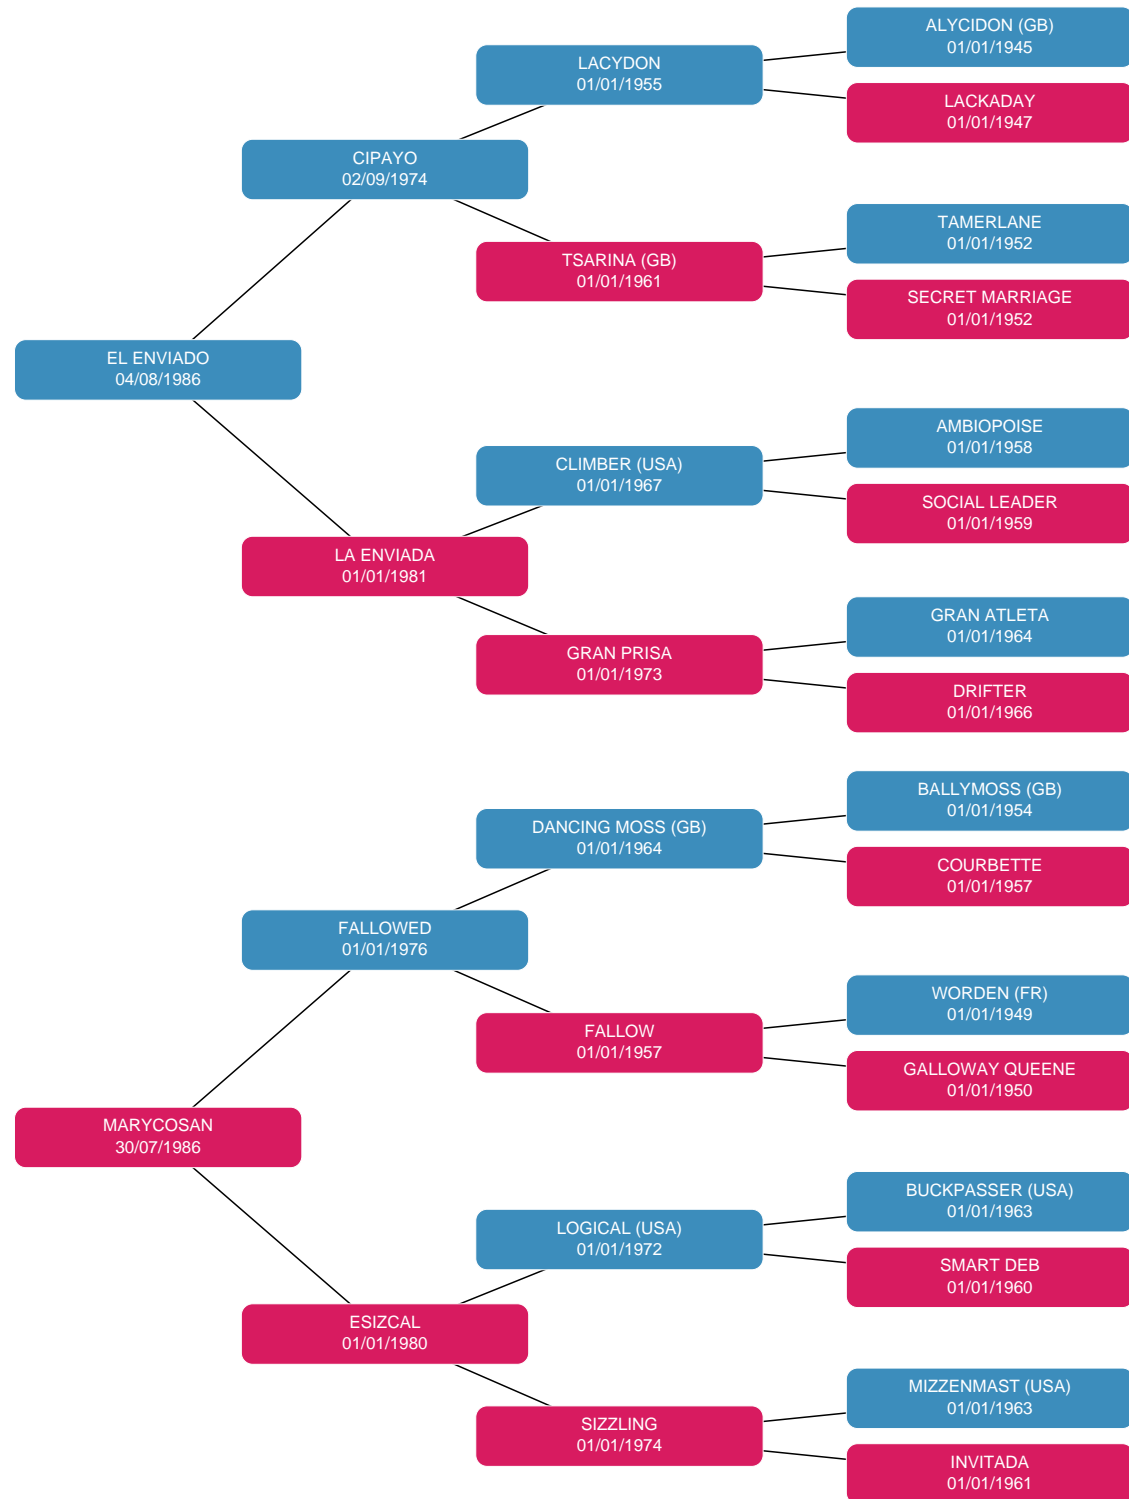 ALYCIDON (GB)
01/01/1945
LACYDON
01/01/1955
LACKADAY
01/01/1947
CIPAYO
02/09/1974
TAMERLANE
01/01/1952
TSARINA (GB)
01/01/1961
SECRET MARRIAGE
01/01/1952
EL ENVIADO
04/08/1986
AMBIOPOISE
01/01/1958
CLIMBER (USA)
01/01/1967
SOCIAL LEADER
01/01/1959
LA ENVIADA
01/01/1981
GRAN ATLETA
01/01/1964
GRAN PRISA
01/01/1973
DRIFTER
01/01/1966
BALLYMOSS (GB)
01/01/1954
DANCING MOSS (GB)
01/01/1964
COURBETTE
01/01/1957
FALLOWED
01/01/1976
WORDEN (FR)
01/01/1949
FALLOW
01/01/1957
GALLOWAY QUEENE
01/01/1950
MARYCOSAN
30/07/1986
BUCKPASSER (USA)
01/01/1963
LOGICAL (USA)
01/01/1972
SMART DEB
01/01/1960
ESIZCAL
01/01/1980
MIZZENMAST (USA)
01/01/1963
SIZZLING
01/01/1974
INVITADA
01/01/1961